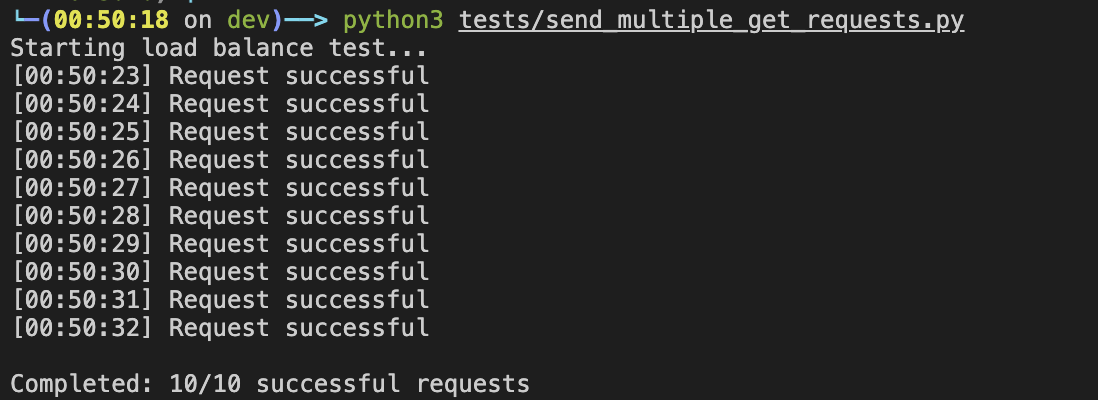 └─(00:50:18 on dev)──> python3 tests/send_multiple_get_requests.py
Starting load balance test...
[00:50:23] Request successful
[00:50:24] Request successful
[00:50:25] Request successful
[00:50:26] Request successful
[00:50:27] Request successful
[00:50:28] Request successful
[00:50:29] Request successful
[00:50:30] Request successful
[00:50:31] Request successful
[00:50:32] Request successful
Completed: 10/10 successful requests